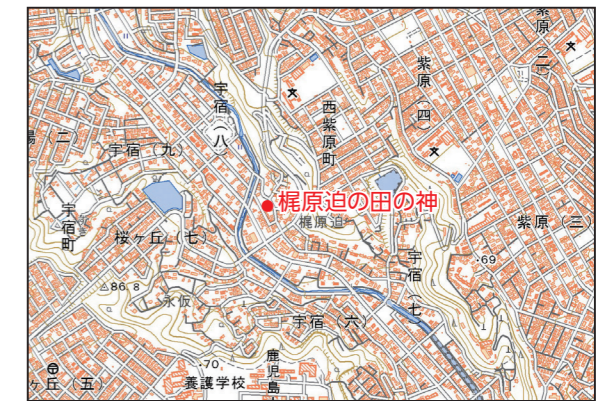 宇宿（八）
西紫原町
紫原（四）
紫原（二）
宇宿（九）
宇宿町
桜ヶ丘（七）
梶原迫の田の神
梶原迫
紫原（三）
・69
宇宿（七）
△86.8
永仮
宇宿（六）
・70
養護学校
鹿児島
ヶ丘（五）